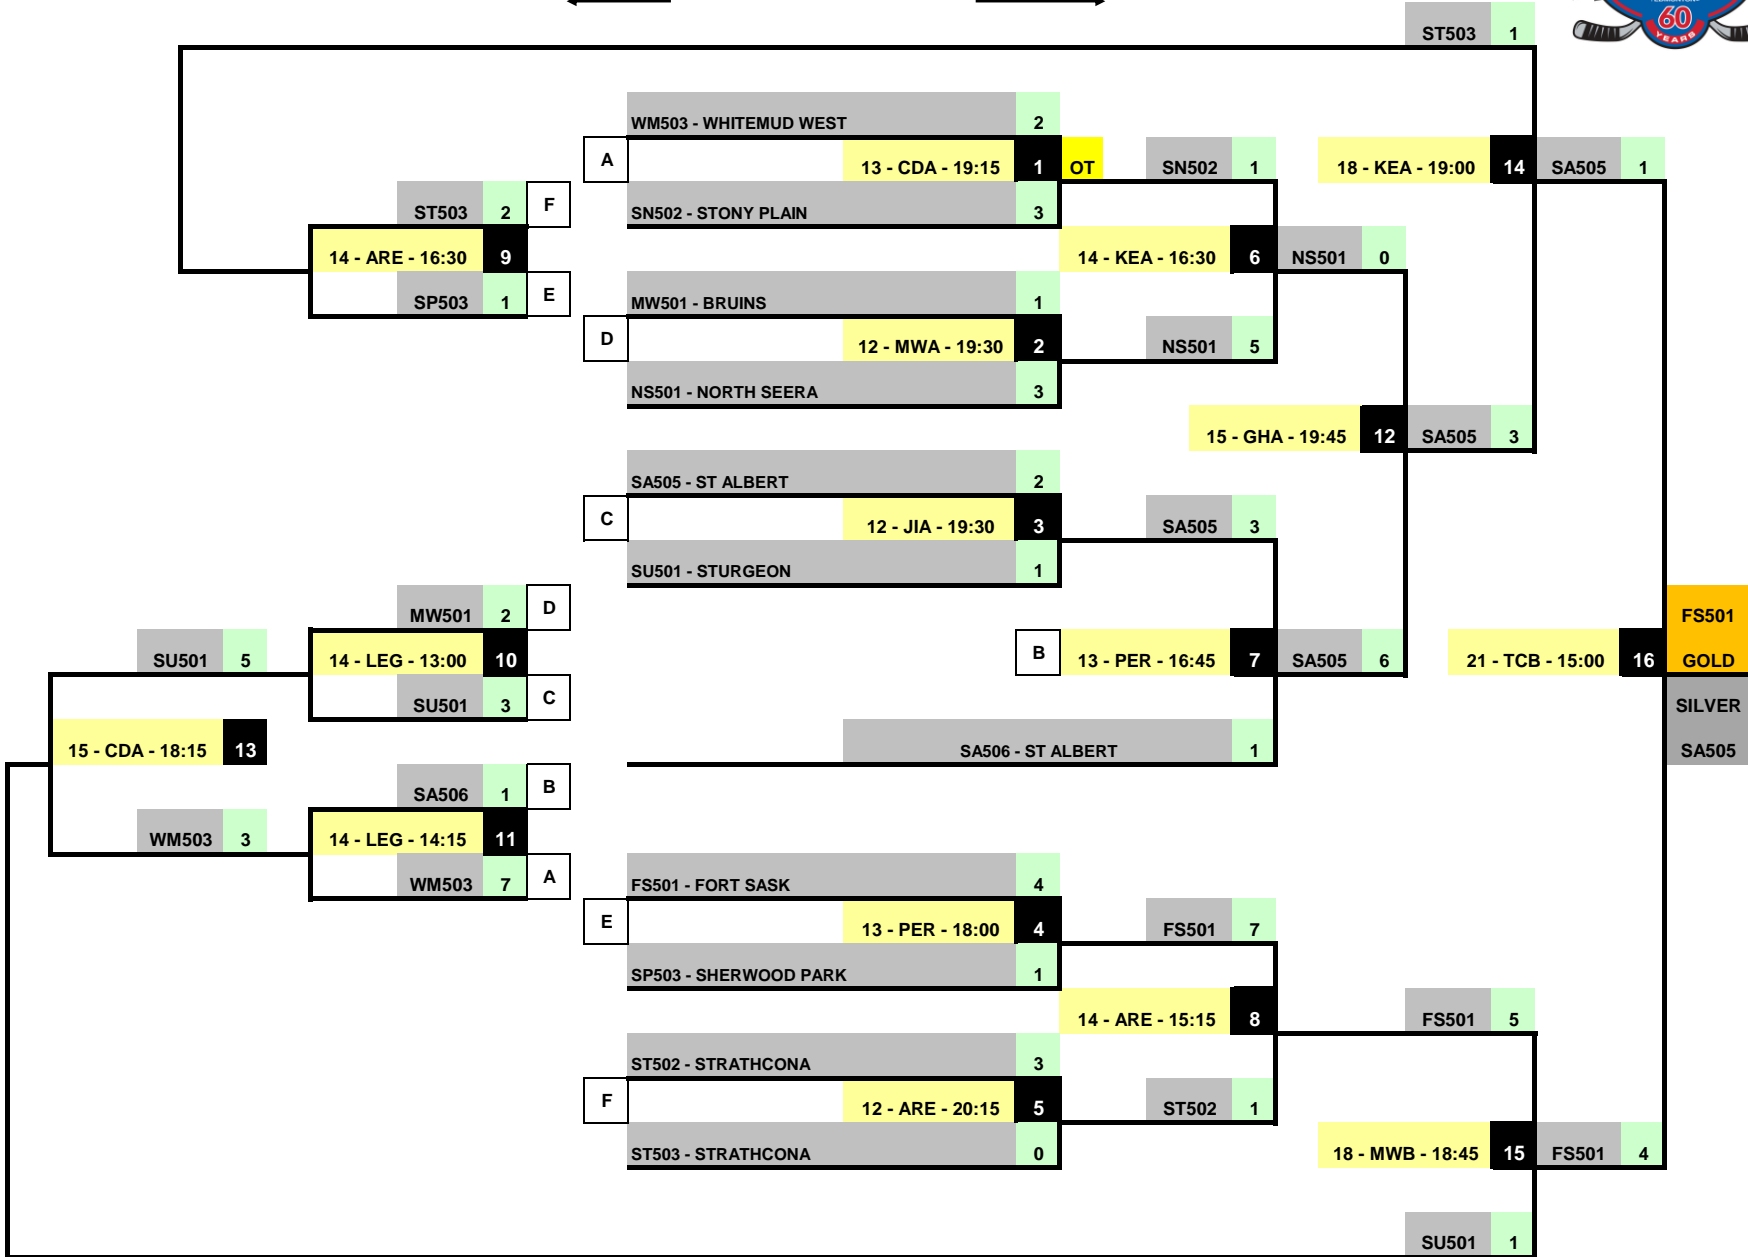 ST503 1
60
YEARS
WM503 - WHITEMUD WEST 2
A 13 - CDA - 19:15 1 OT SN502 1 18 - KEA - 19:00 14 SA505 1
ST503 2 F SN502 - STONY PLAIN 3
14 - ARE - 16:30 9 14 - KEA - 16:30 6 NS501 0
SP503 1 E MW501 - BRUINS 1
D 12 - MWA - 19:30 2 NS501 5
NS501 - NORTH SEERA 3
15 - GHA - 19:45 12 SA505 3
SA505 - ST ALBERT 2
C 12 - JIA - 19:30 3 SA505 3
SU501 - STURGEON 1
MW501 2 D FS501
SU501 5 14 - LEG - 13:00 10 B 13 - PER - 16:45 7 SA505 6 21 - TCB - 15:00 16 GOLD
SU501 3 C SILVER
15 - CDA - 18:15 13 SA506 - ST ALBERT 1 SA505
SA506 1 B
WM503 3 14 - LEG - 14:15 11
WM503 7 A FS501 - FORT SASK 4
E 13 - PER - 18:00 4 FS501 7
SP503 - SHERWOOD PARK 1
14 - ARE - 15:15 8 FS501 5
ST502 - STRATHCONA 3
F 12 - ARE - 20:15 5 ST502 1
ST503 - STRATHCONA 0 18 - MWB - 18:45 15 FS501 4
SU501 1